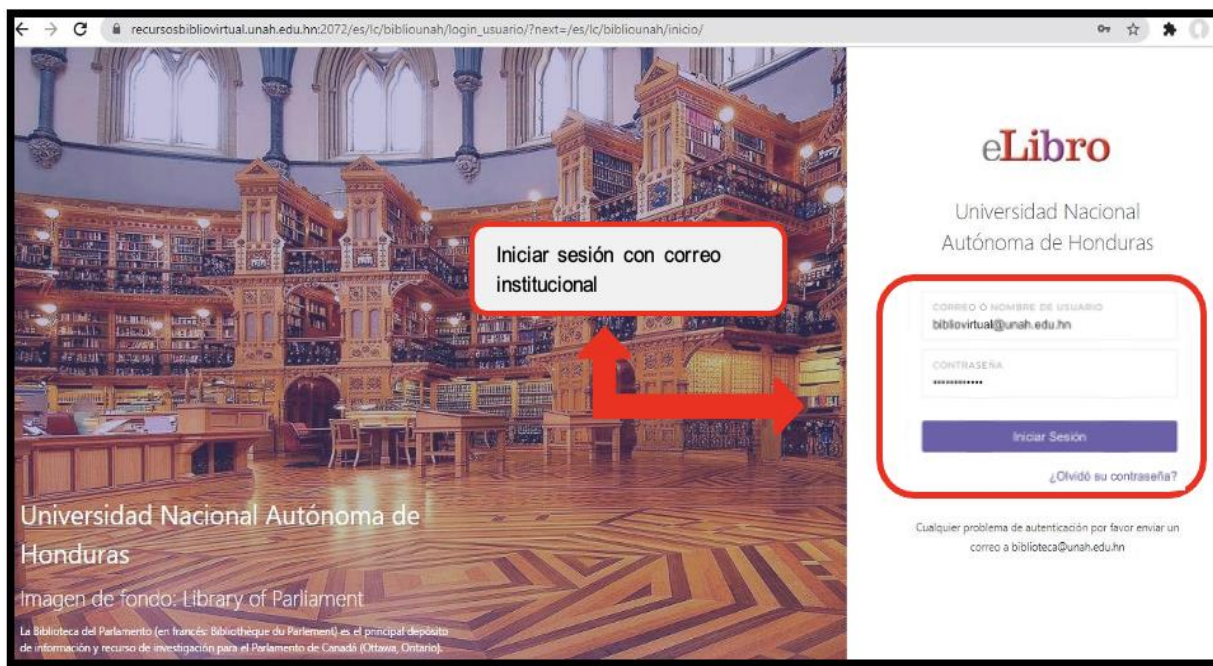 recursosbibliovirtual.unah.edu.hn:2072/es/lc/bibliounah/login_usuario/?next=/es/lc/bibliounah/inicio/
eLibro
Universidad Nacional
Autónoma de Honduras
Iniciar sesión con correo
institucional
CORREO O NOMBRE DE USUARIO
bibliovirtual@unah.edu.hn
CONTRASEÑA
••••••••••••
Iniciar Sesión
¿Olvidó su contraseña?
Cualquier problema de autenticación por favor enviar un
correo a biblioteca@unah.edu.hn
Universidad Nacional Autónoma de
Honduras
Imagen de fondo: Library of Parliament
La Biblioteca del Parlamento (en francés: Bibliothèque du Parlement) es el principal depósito
de información y recurso de investigación para el Parlamento de Canadá (Ottawa, Ontario).